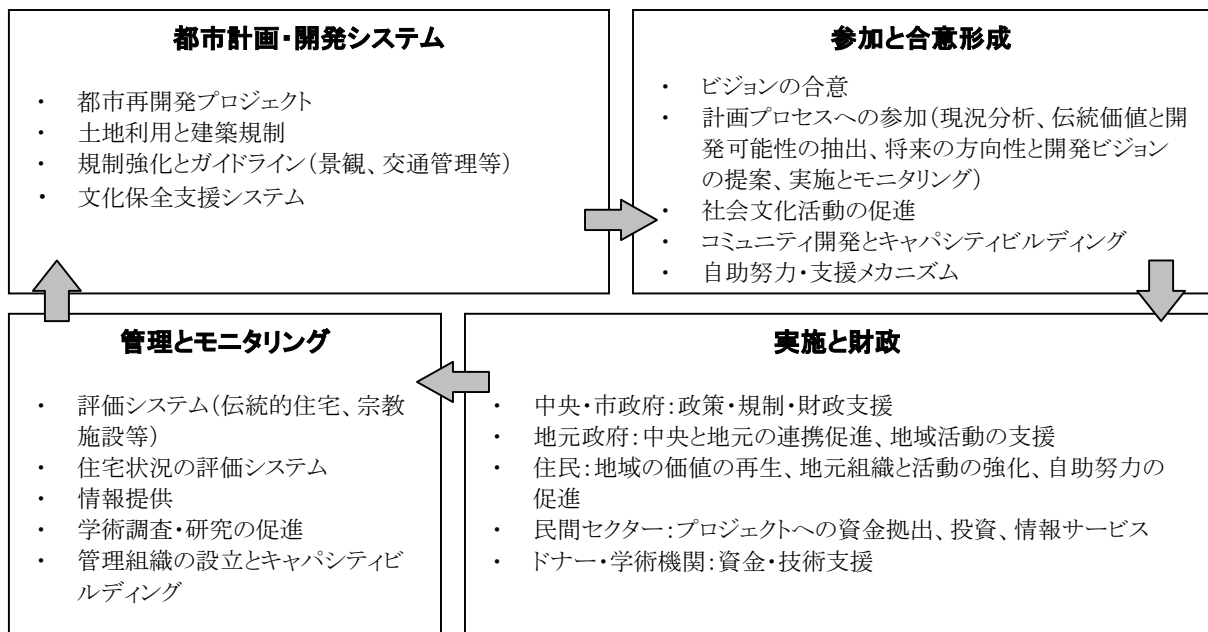 都市計画・開発システム
・ 都市再開発プロジェクト
・ 土地利用と建築規制
・ 規制強化とガイドライン(景観、交通管理等)
・ 文化保全支援システム
参加と合意形成
・ ビジョンの合意
・ 計画プロセスへの参加(現況分析、伝統価値と開
発可能性の抽出、将来の方向性と開発ビジョン
の提案、実施とモニタリング)
・ 社会文化活動の促進
・ コミュニティ開発とキャパシティビルディング
・ 自助努力・支援メカニズム
管理とモニタリング
・ 評価システム(伝統的住宅、宗教
施設等)
・ 住宅状況の評価システム
・ 情報提供
・ 学術調査・研究の促進
・ 管理組織の設立とキャパシティビ
ルディング
実施と財政
・ 中央・市政府:政策・規制・財政支援
・ 地元政府:中央と地元の連携促進、地域活動の支援
・ 住民:地域の価値の再生、地元組織と活動の強化、自助努力の
促進
・ 民間セクター:プロジェクトへの資金拠出、投資、情報サービス
・ ドナー・学術機関:資金・技術支援